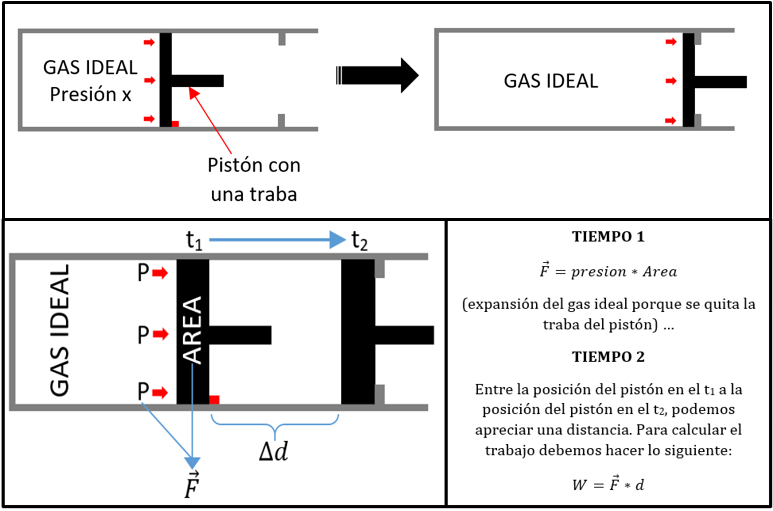 GAS IDEAL
Presión x
Pistón con
una traba
GAS IDEAL
t₁
t₂
GAS IDEAL
P
P
P
AREA
Δd
F⃗
TIEMPO 1
F⃗ = presion ∗ Area
(expansión del gas ideal porque se quita la
traba del pistón) …
TIEMPO 2
Entre la posición del pistón en el t₁ a la
posición del pistón en el t₂, podemos
apreciar una distancia. Para calcular el
trabajo debemos hacer lo siguiente:
W = F⃗ ∗ d